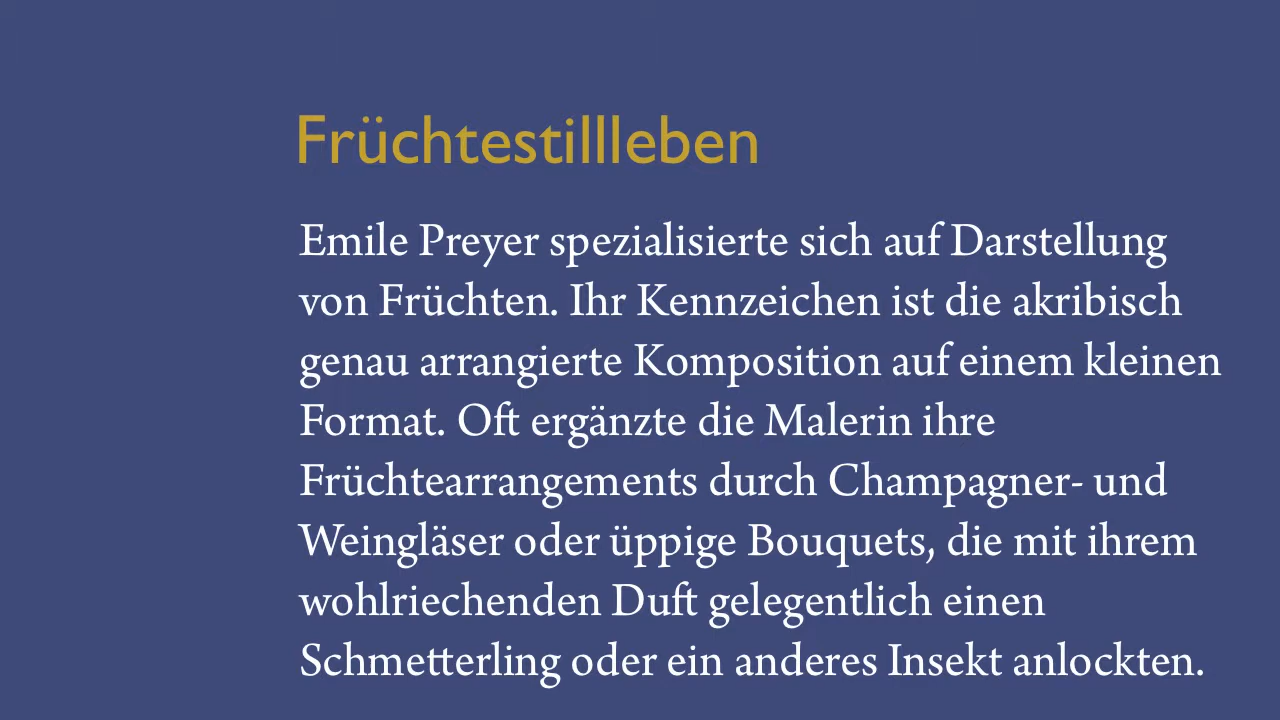 Früchtestillleben
Emile Preyer spezialisierte sich auf Darstellung
von Früchten. Ihr Kennzeichen ist die akribisch
genau arrangierte Komposition auf einem kleinen
Format. Oft ergänzte die Malerin ihre
Früchtearrangements durch Champagner- und
Weingläser oder üppige Bouquets, die mit ihrem
wohlriechenden Duft gelegentlich einen
Schmetterling oder ein anderes Insekt anlockten.